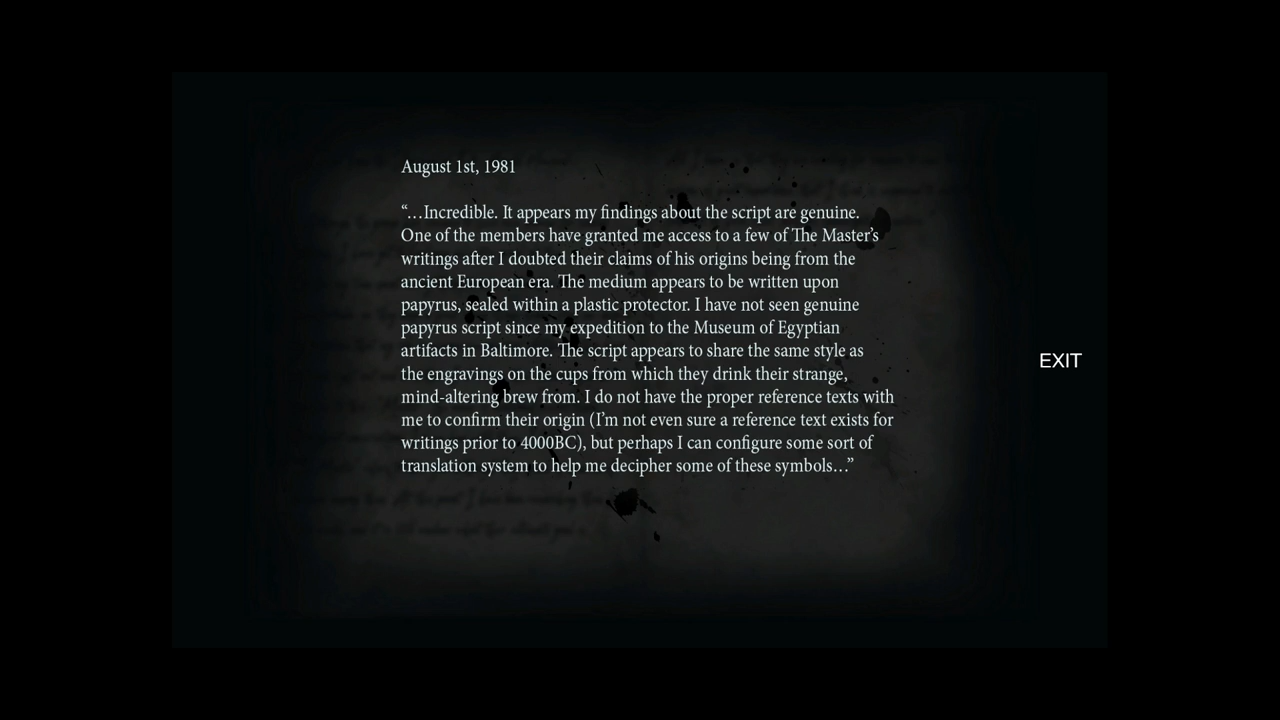 August 1st, 1981
“…Incredible. It appears my findings about the script are genuine.
One of the members have granted me access to a few of The Master’s
writings after I doubted their claims of his origins being from the
ancient European era. The medium appears to be written upon
papyrus, sealed within a plastic protector. I have not seen genuine
papyrus script since my expedition to the Museum of Egyptian
artifacts in Baltimore. The script appears to share the same style as
the engravings on the cups from which they drink their strange,
mind-altering brew from. I do not have the proper reference texts with
me to confirm their origin (I’m not even sure a reference text exists for
writings prior to 4000BC), but perhaps I can configure some sort of
translation system to help me decipher some of these symbols…”
EXIT